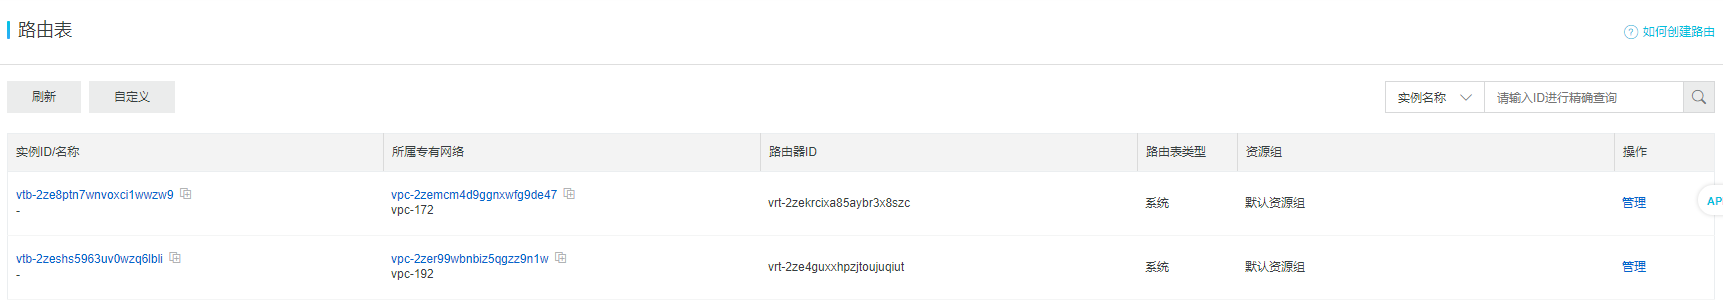 路由表
如何创建路由
刷新 自定义 实例名称 请输入ID进行精确查询
实例ID/名称 所属专有网络 路由器ID 路由表类型 资源组 操作
vtb-2ze8ptn7wnvoxci1wwzw9 vpc-2zemcm4d9ggnxwfg9de47 vrt-2zekrcixa85aybr3x8szc 系统 默认资源组 管理
- vpc-172
AP
vtb-2zeshs5963uv0wzq6lbli vpc-2zer99wbnbiz5qgzz9n1w vrt-2ze4guxxhpzjtoujuqiut 系统 默认资源组 管理
- vpc-192